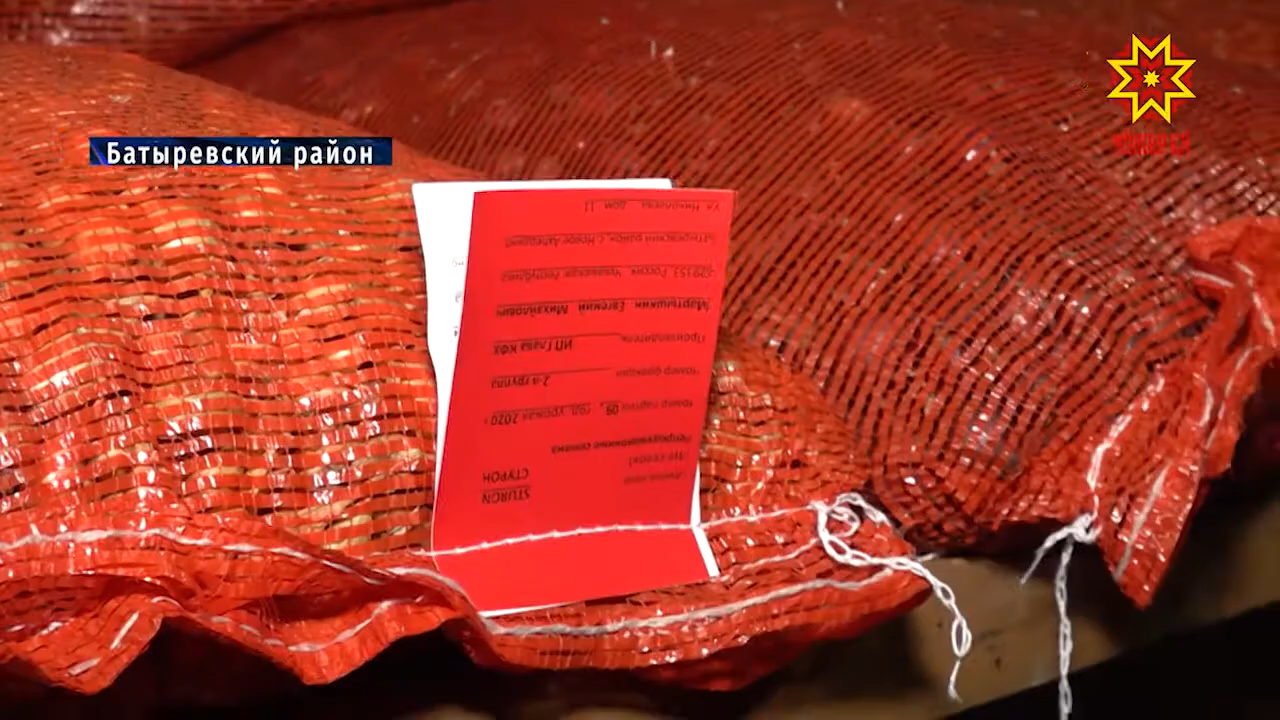 Батыревский район
STURON
СТУРОН
Репродукционные семена
Номер партии 05, год урожая 2020 г
Номер фракции 2-я группа
Производитель ИП Глава КФХ
Мартышкин Евгений Михайлович
Россия Чувашская Республика
Батыревский район, с.Новое Ахпердино
ул. Николаева дом 11